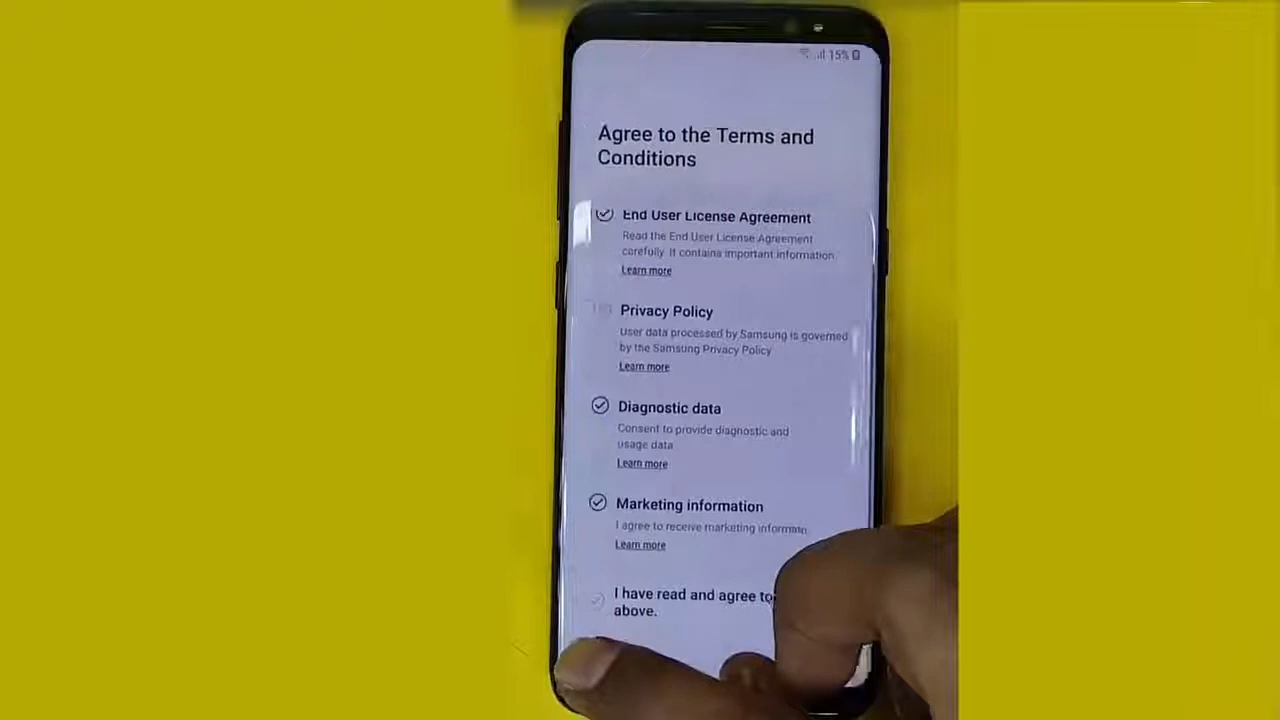 15%
Agree to the Terms and
Conditions
End User License Agreement
Read the End User License Agreement
carefully. It contains important information.
Learn more
Privacy Policy
User data processed by Samsung is governed
by the Samsung Privacy Policy
Learn more
Diagnostic data
Consent to provide diagnostic and
usage data
Learn more
Marketing information
I agree to receive marketing
Learn more
I have read and agree to
above.